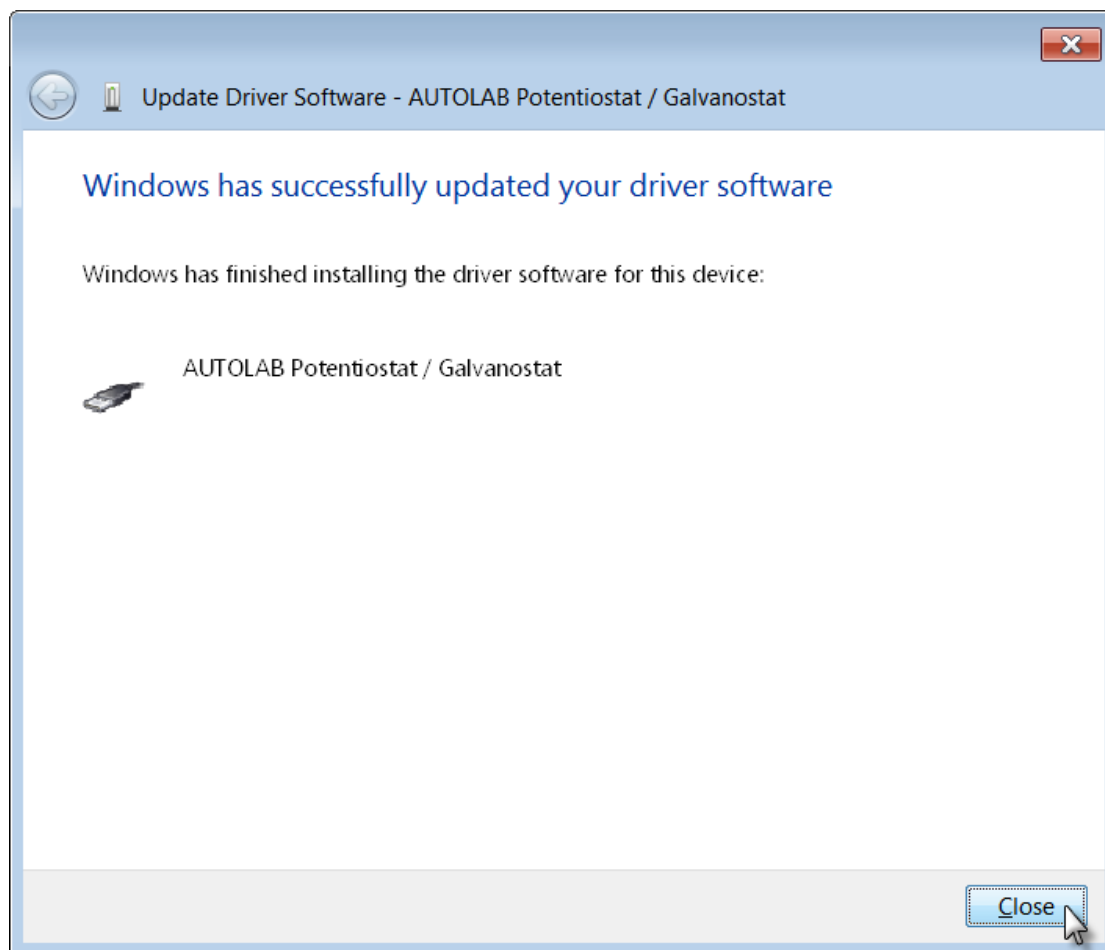 Update Driver Software - AUTOLAB Potentiostat / Galvanostat
Windows has successfully updated your driver software
Windows has finished installing the driver software for this device:
AUTOLAB Potentiostat / Galvanostat
Close